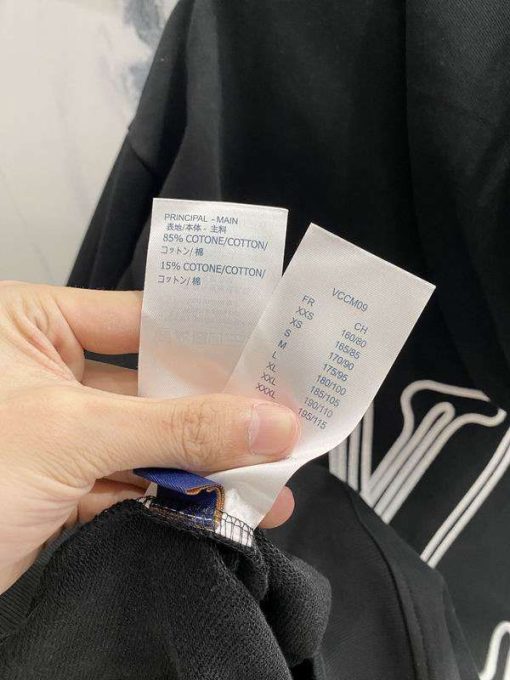 PRINCIPAL - MAIN
表地/本体 - 主料
85% COTONE/COTTON/
コットン/ 棉
15% COTONE/COTTON/
コットン/ 棉
VCCM09
FR CH
XXS 160/80
XS 165/85
S 170/90
M 175/95
L 180/100
XL 185/105
XXL 190/110
XXXL 195/115